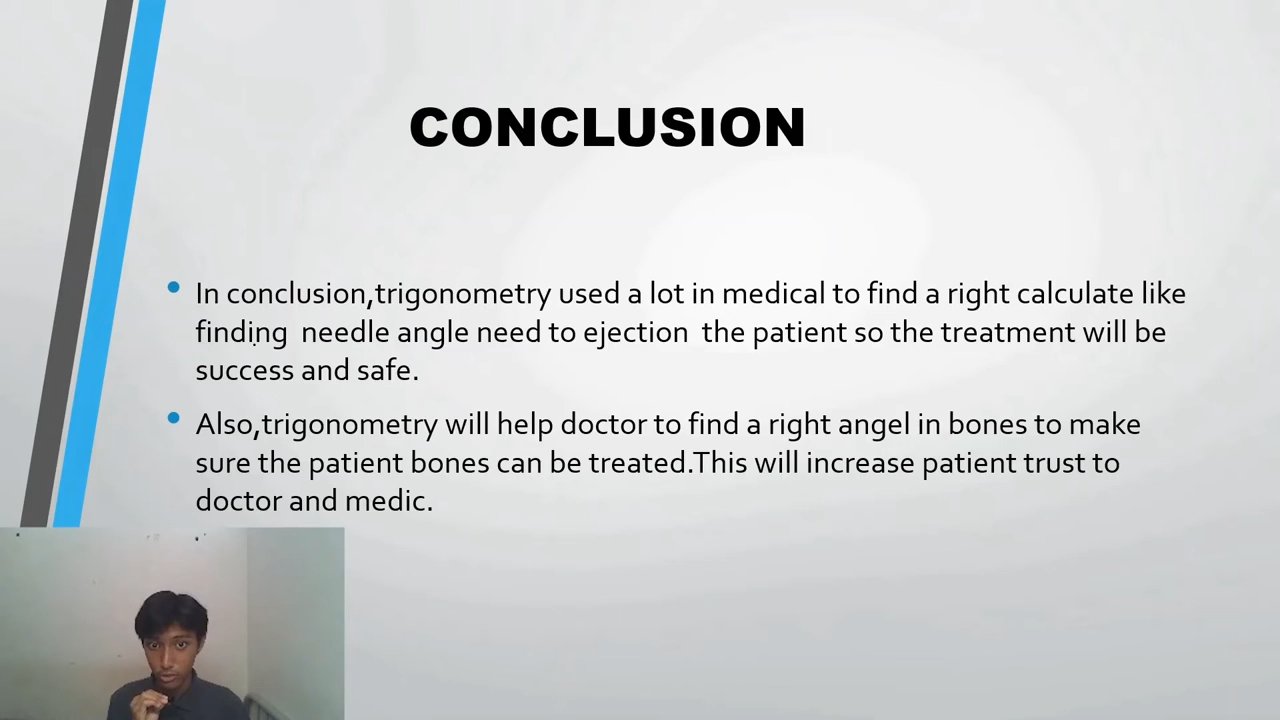 CONCLUSION
In conclusion,trigonometry used a lot in medical to find a right calculate like
finding needle angle need to ejection the patient so the treatment will be
success and safe.
Also,trigonometry will help doctor to find a right angel in bones to make
sure the patient bones can be treated.This will increase patient trust to
doctor and medic.